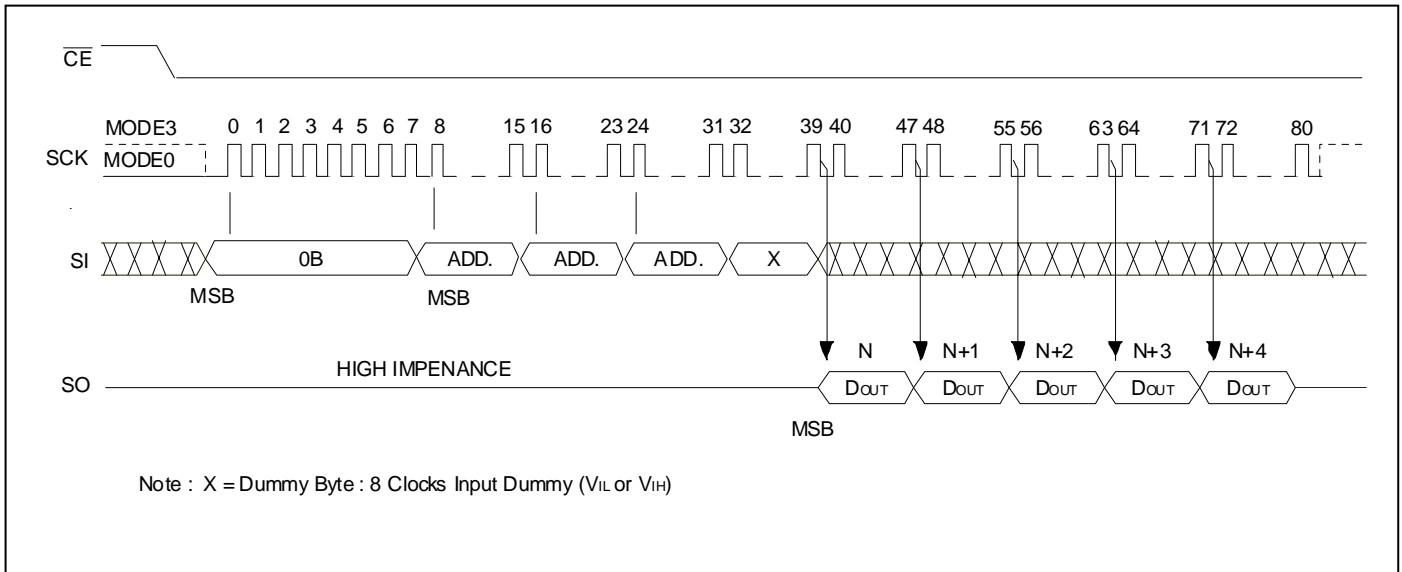 CE
MODE3 0 1 2 3 4 5 6 7 8 15 16 23 24 31 32 39 40 47 48 55 56 63 64 71 72 80
SCK MODE0
SI 0B ADD. ADD. ADD. X
MSB MSB
N N+1 N+2 N+3 N+4
HIGH IMPENANCE
SO DOUT DOUT DOUT DOUT DOUT
MSB
Note : X = Dummy Byte : 8 Clocks Input Dummy (VIL or VIH)